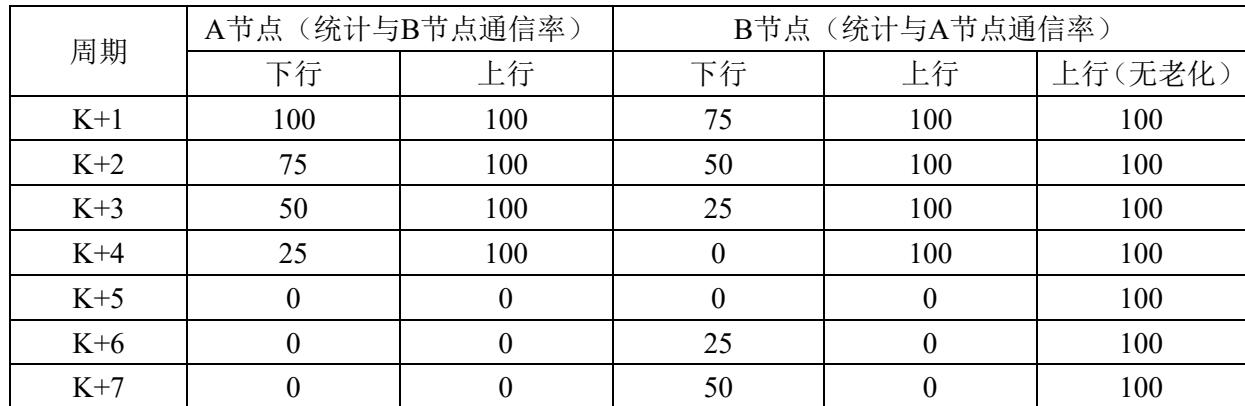 周期 A节点（统计与B节点通信率） B节点（统计与A节点通信率）
下行 上行 下行 上行 上行（无老化）
K+1 100 100 75 100 100
K+2 75 100 50 100 100
K+3 50 100 25 100 100
K+4 25 100 0 100 100
K+5 0 0 0 0 100
K+6 0 0 25 0 100
K+7 0 0 50 0 100